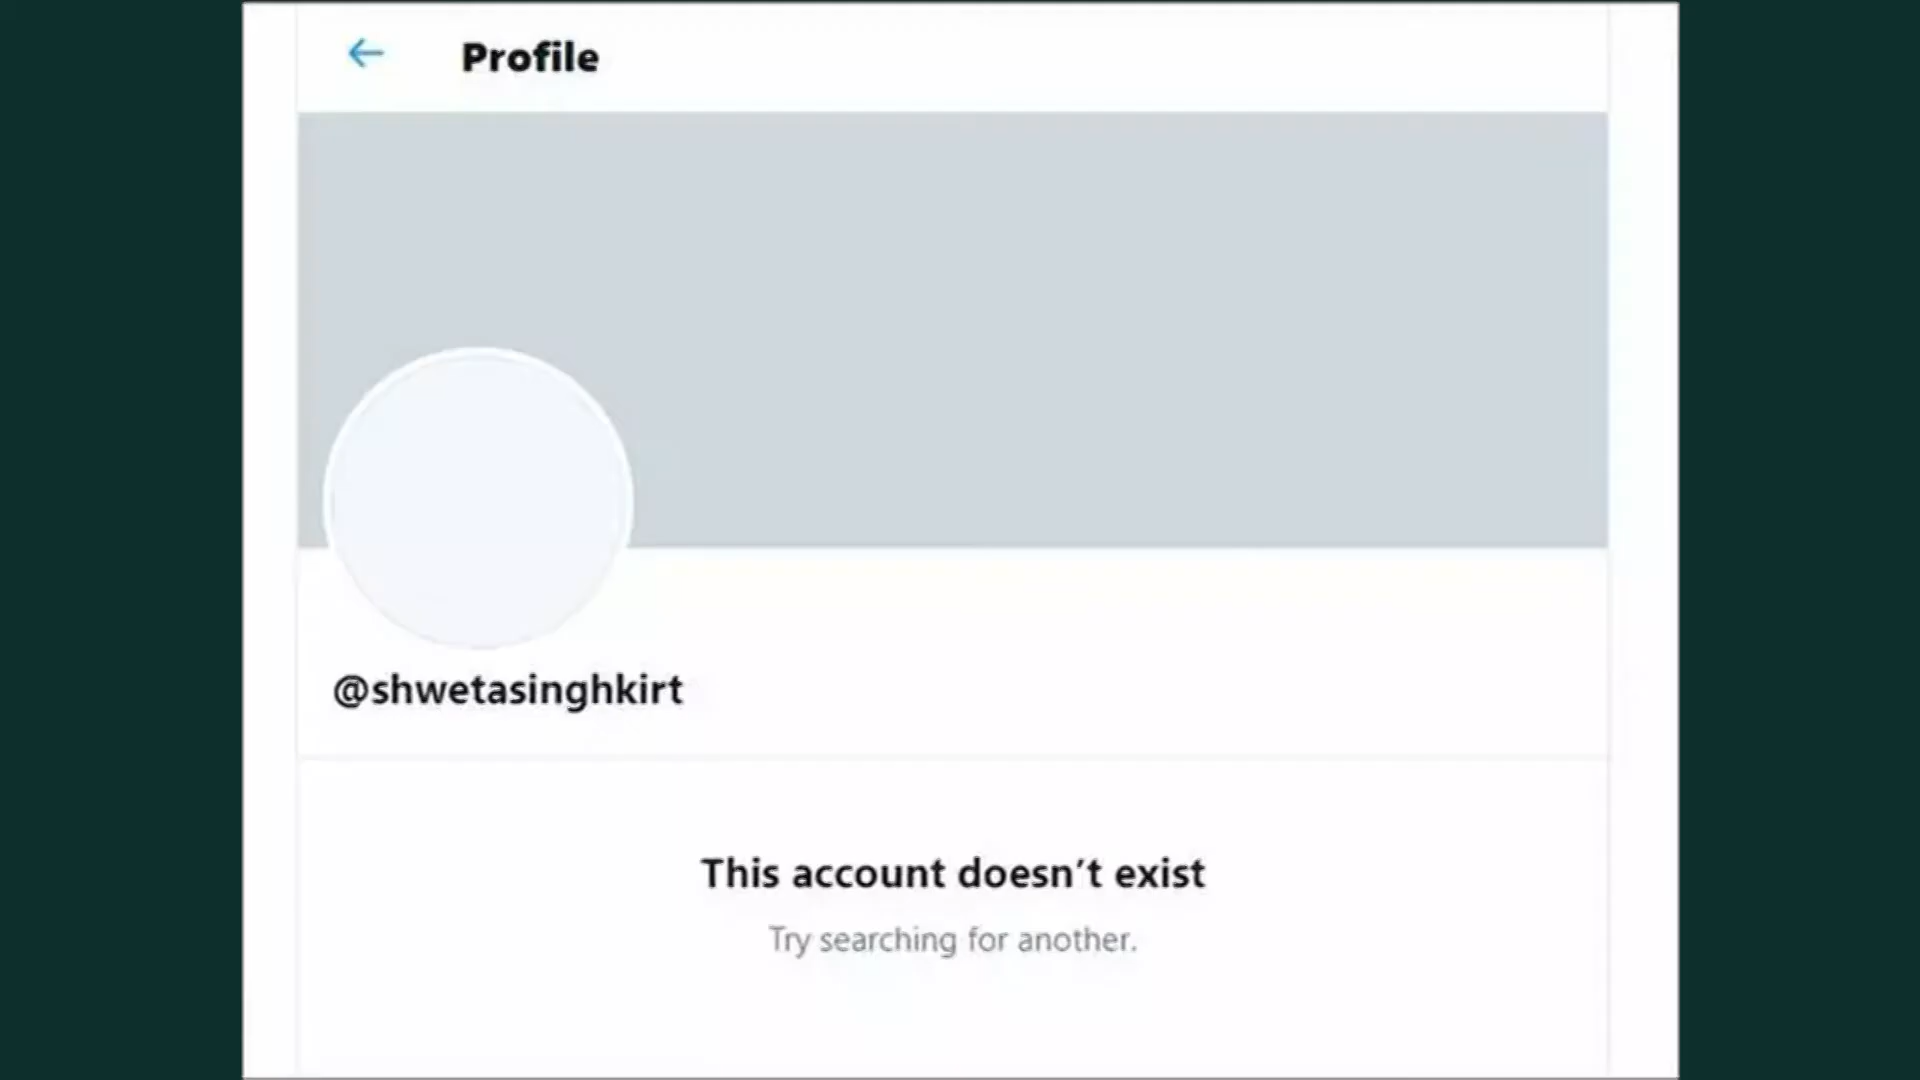 Profile
@shwetasinghkirt
This account doesn’t exist
Try searching for another.